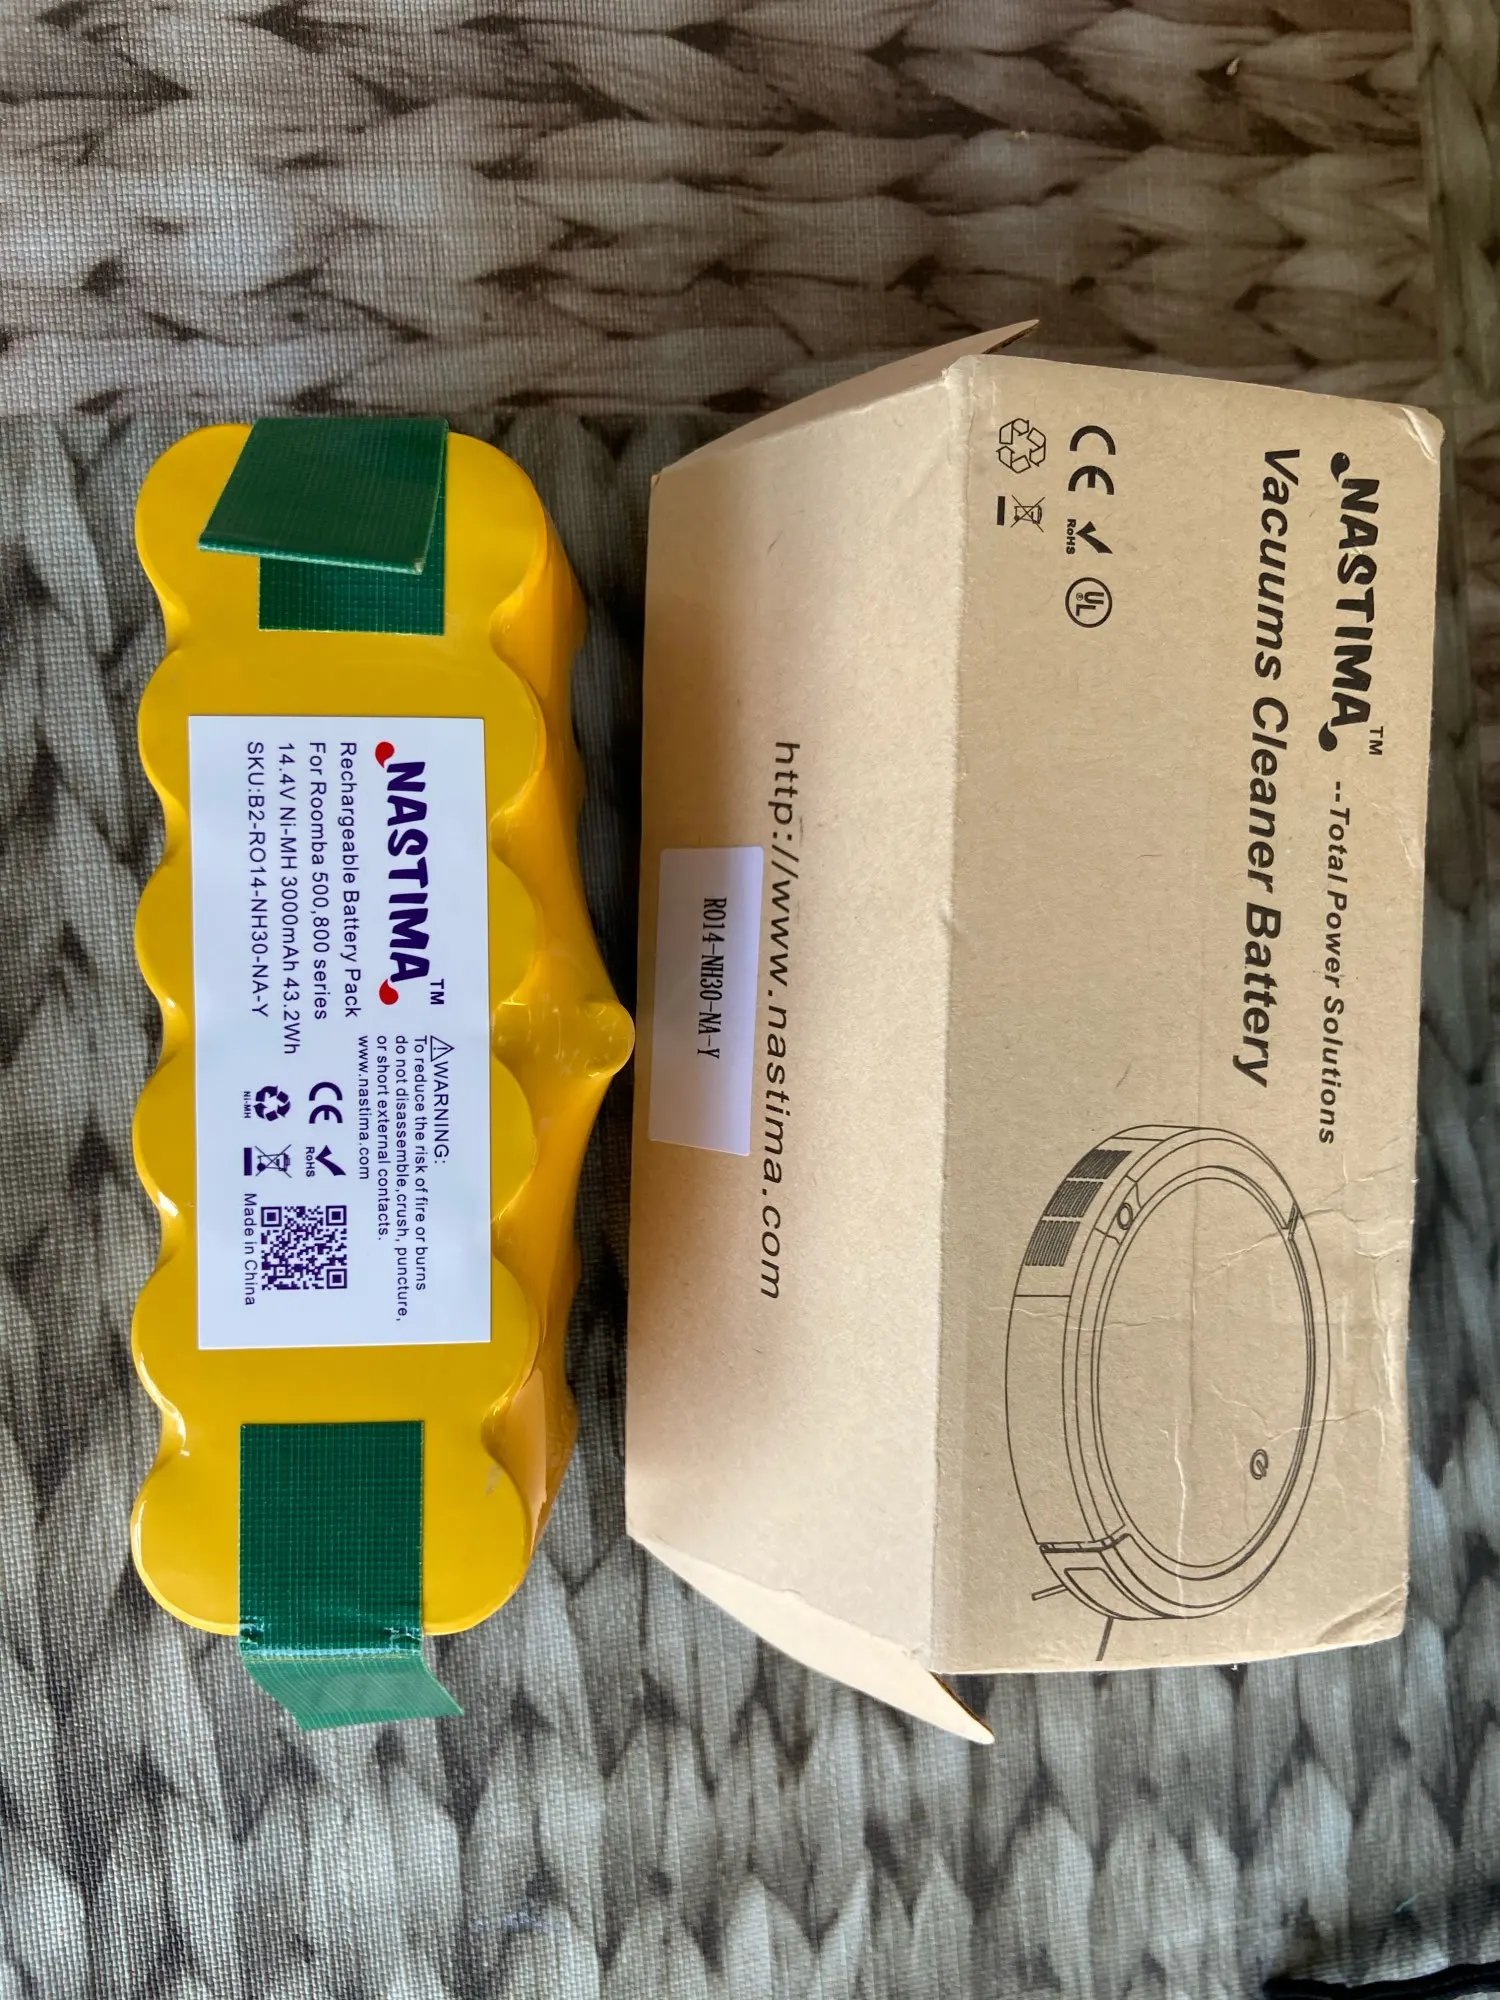 NASTIMA™ --Total Power Solutions
Vacuums Cleaner Battery
CE RoHS UL®
http://www.nastima.com
RO14-NH30-NA-Y
NASTIMA™
Rechargeable Battery Pack
For Roomba 500,800 series
14.4V Ni-MH 3000mAh 43.2Wh
SKU:B2-RO14-NH30-NA-Y
WARNING:
To reduce the risk of fire or burns
do not disassemble,crush, puncture,
or short external contacts.
www.nastima.com
CE RoHS
Ni-MH
Made in China